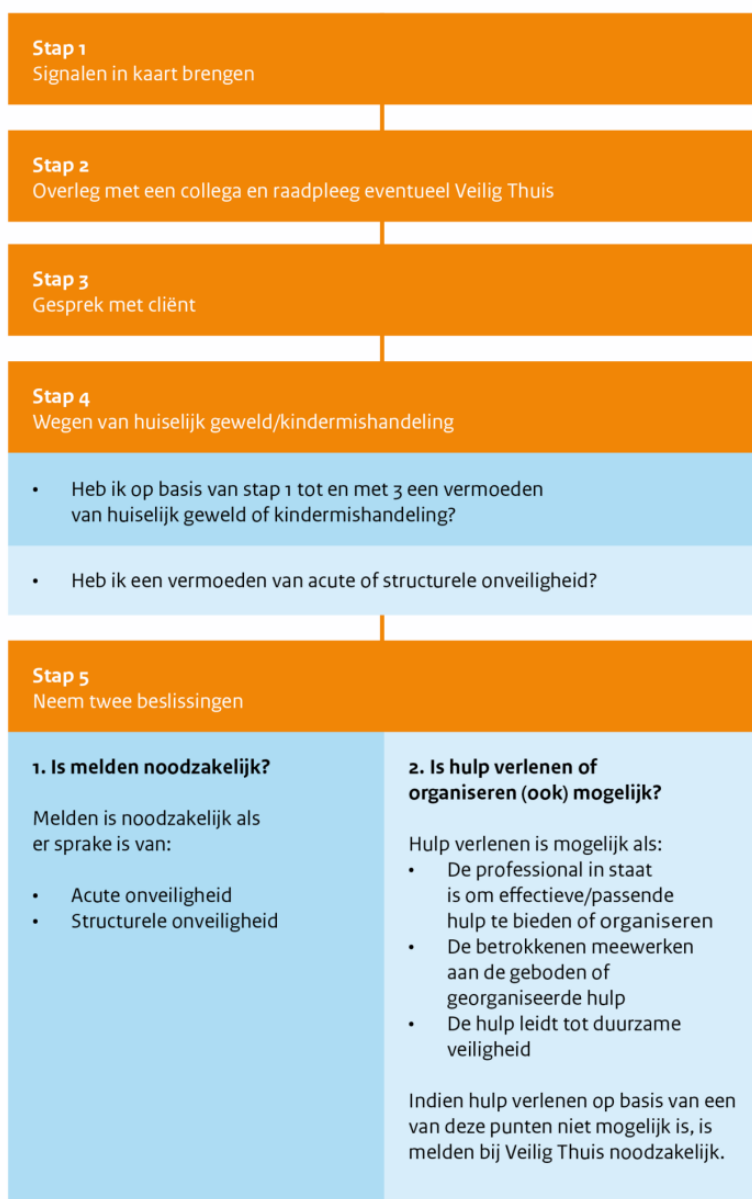 Stap 1
Signalen in kaart brengen
Stap 2
Overleg met een collega en raadpleeg eventueel Veilig Thuis
Stap 3
Gesprek met cliënt
Stap 4
Wegen van huiselijk geweld/kindermishandeling
• Heb ik op basis van stap 1 tot en met 3 een vermoeden
van huiselijk geweld of kindermishandeling?
• Heb ik een vermoeden van acute of structurele onveiligheid?
Stap 5
Neem twee beslissingen
1. Is melden noodzakelijk?
Melden is noodzakelijk als
er sprake is van:
• Acute onveiligheid
• Structurele onveiligheid
2. Is hulp verlenen of
organiseren (ook) mogelijk?
Hulp verlenen is mogelijk als:
• De professional in staat
is om effectieve/passende
hulp te bieden of organiseren
• De betrokkenen meewerken
aan de geboden of
georganiseerde hulp
• De hulp leidt tot duurzame
veiligheid
Indien hulp verlenen op basis van een
van deze punten niet mogelijk is, is
melden bij Veilig Thuis noodzakelijk.